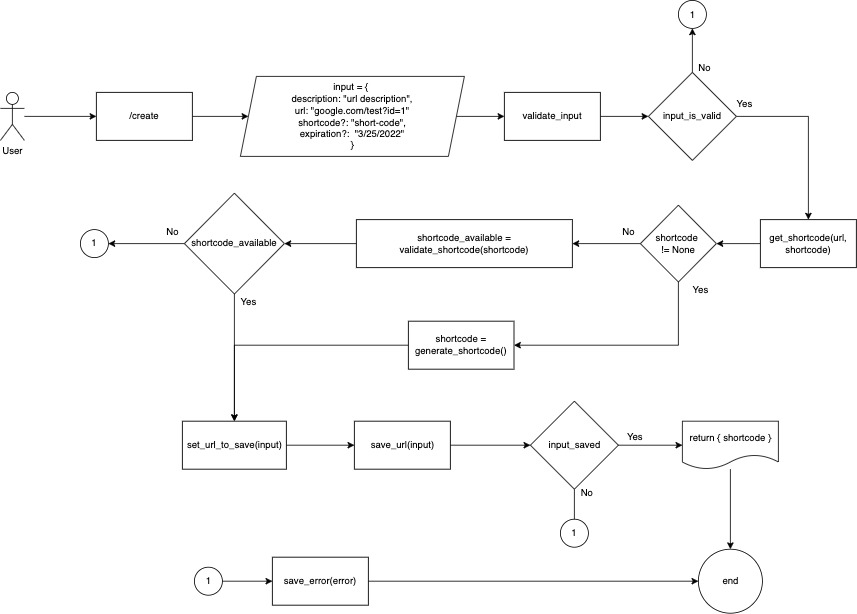 1
No
input = {
description: "url description",
url: "google.com/test?id=1"
shortcode?: "short-code",
expiration?:  "3/25/2022"
}
Yes
/create
validate_input
input_is_valid
User
No
shortcode_available =
validate_shortcode(shortcode)
No
shortcode
!= None
get_shortcode(url,
shortcode)
1
shortcode_available
Yes
Yes
shortcode =
generate_shortcode()
set_url_to_save(input)
save_url(input)
input_saved
Yes
return { shortcode }
No
1
1
save_error(error)
end